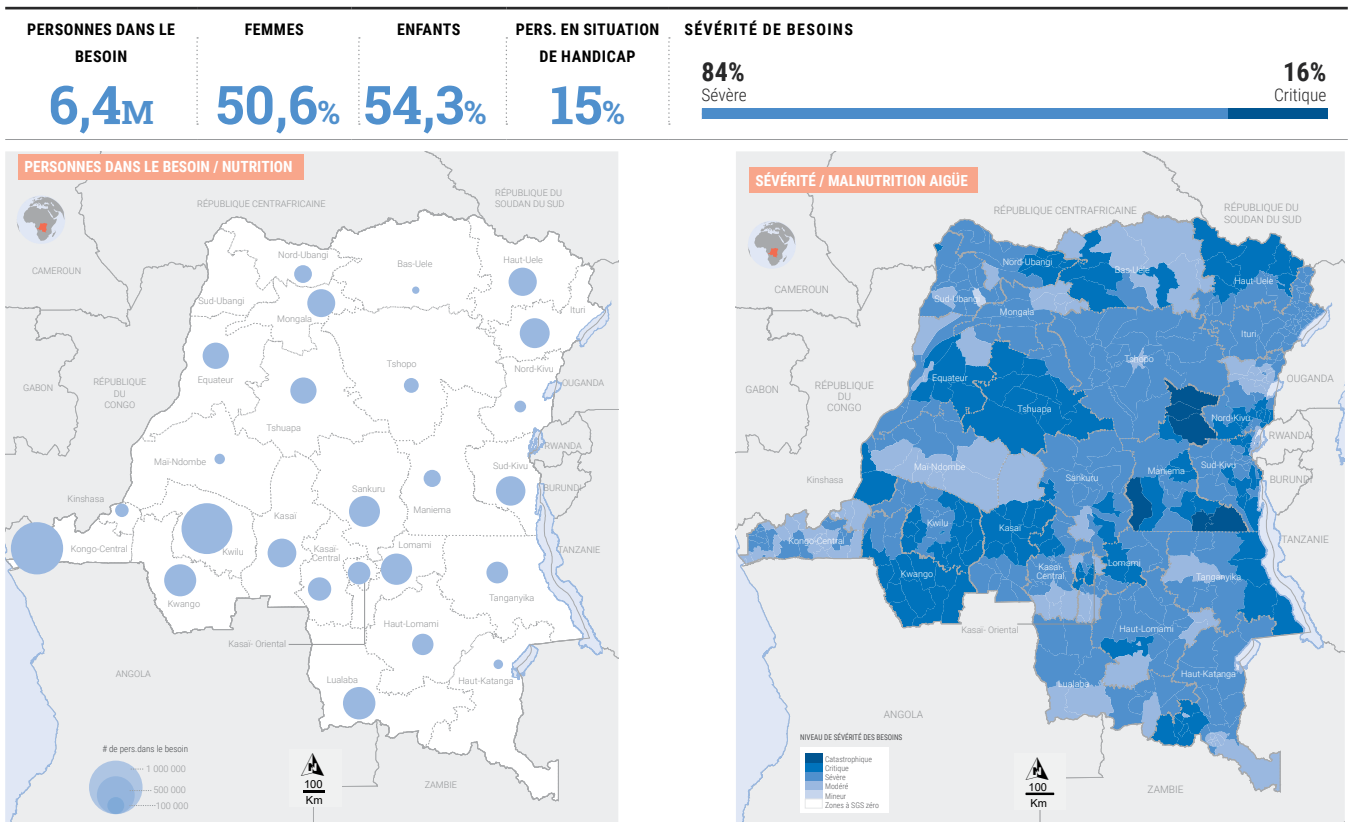 PERSONNES DANS LE
BESOIN
6,4M
FEMMES
50,6%
ENFANTS
54,3%
PERS. EN SITUATION
DE HANDICAP
15%
SÉVÉRITÉ DE BESOINS
84%
Sévère
16%
Critique
PERSONNES DANS LE BESOIN / NUTRITION
RÉPUBLIQUE CENTRAFRICAINE
RÉPUBLIQUE DU
SOUDAN DU SUD
CAMEROUN
Nord-Ubangi
Bas-Uele
Haut-Uele
Sud-Ubangi
Mongala
Ituri
Tshopo
Nord-Kivu
GABON
RÉPUBLIQUE
DU
CONGO
Equateur
OUGANDA
Tshuapa
RWANDA
Maï-Ndombe
Sud-Kivu
BURUNDI
Kinshasa
Sankuru
Maniema
Kasaï
Kongo-Central
Kwilu
Kasaï-
Central
Lomami
TANZANIE
Kwango
Tanganyika
Haut-Lomami
Kasaï- Oriental
ANGOLA
Lualaba
Haut-Katanga
# de pers.dans le besoin
1 000 000
500 000
100 000
100
Km
ZAMBIE
SÉVÉRITÉ / MALNUTRITION AIGÜE
RÉPUBLIQUE CENTRAFRICAINE
RÉPUBLIQUE DU
SOUDAN DU SUD
CAMEROUN
Nord-Ubangi
Bas-Uele
Haut-Uele
Sud-Ubangi
Mongala
Ituri
Tshopo
GABON
RÉPUBLIQUE
DU
CONGO
Equateur
OUGANDA
Tshuapa
Nord-Kivu
RWANDA
Maï-Ndombe
Maniema
Sud-Kivu
Kinshasa
Sankuru
BURUNDI
Kwilu
Kasaï
Kongo-Central
TANZANIE
Kwango
Kasaï-
Central
Lomami
Tanganyika
Kasaï- Oriental
Haut-Lomami
Lualaba
Haut-Katanga
ANGOLA
NIVEAU DE SÉVÉRITÉ DES BESOINS
Catastrophique
Critique
Sévère
Modéré
Mineur
Zones à SGS zéro
100
Km
ZAMBIE